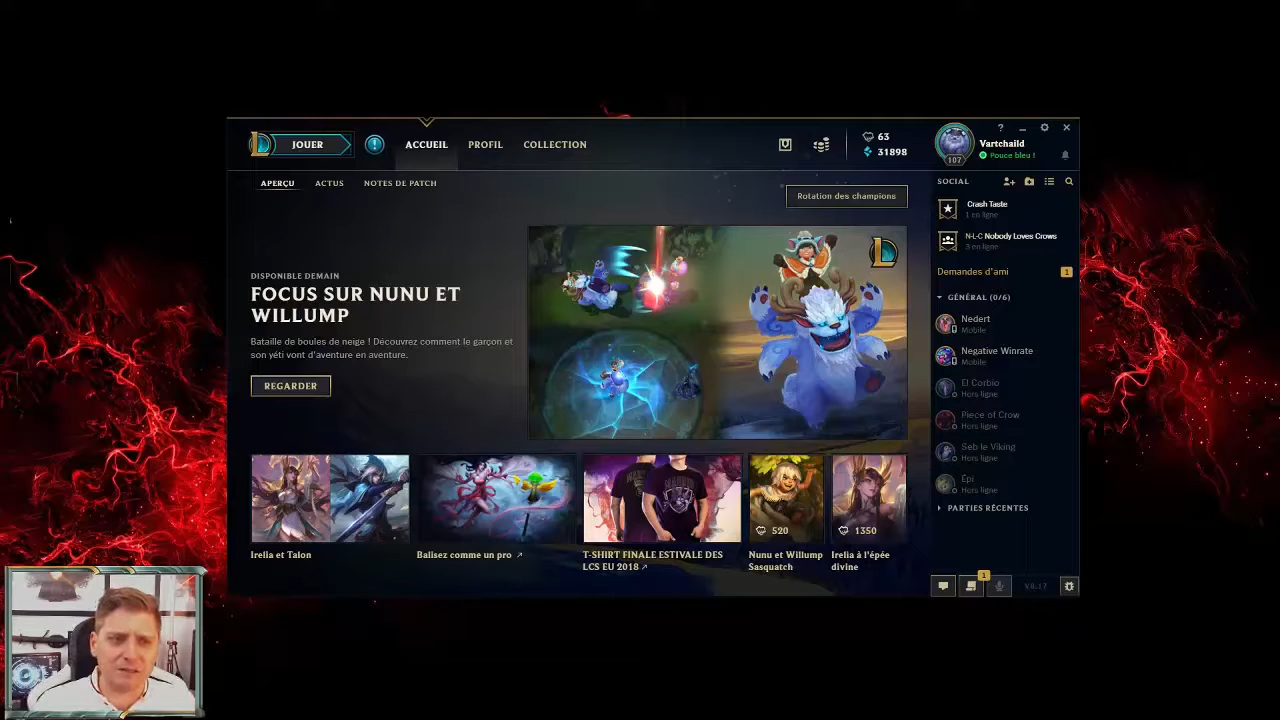 JOUER
ACCUEIL
PROFIL
COLLECTION
63
31898
107
Vartchaild
Pouce bleu !
APERÇU
ACTUS
NOTES DE PATCH
Rotation des champions
DISPONIBLE DEMAIN
FOCUS SUR NUNU ET
WILLUMP
Bataille de boules de neige ! Découvrez comment le garçon et
son yéti vont d'aventure en aventure.
REGARDER
Irelia et Talon
Balisez comme un pro
T-SHIRT FINALE ESTIVALE DES
LCS EU 2018
520
Nunu et Willump
Sasquatch
1350
Irelia à l'épée
divine
SOCIAL
Crash Taste
1 en ligne
N-L-C Nobody Loves Crows
3 en ligne
Demandes d'ami
1
GÉNÉRAL (0/6)
Nedert
Mobile
Negative Winrate
Mobile
El Corbio
Hors ligne
Piece of Crow
Hors ligne
Seb le Viking
Hors ligne
Epi
Hors ligne
PARTIES RÉCENTES
1
V8.17